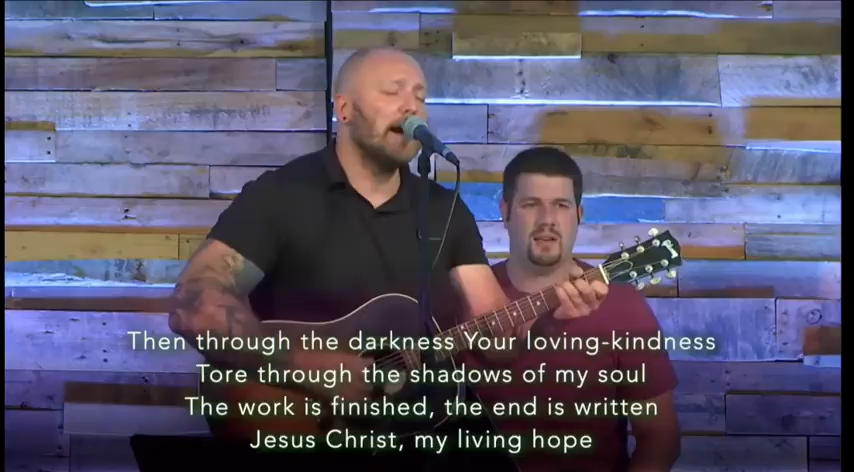 Then through the darkness Your loving-kindness
Tore through the shadows of my soul
The work is finished, the end is written
Jesus Christ, my living hope